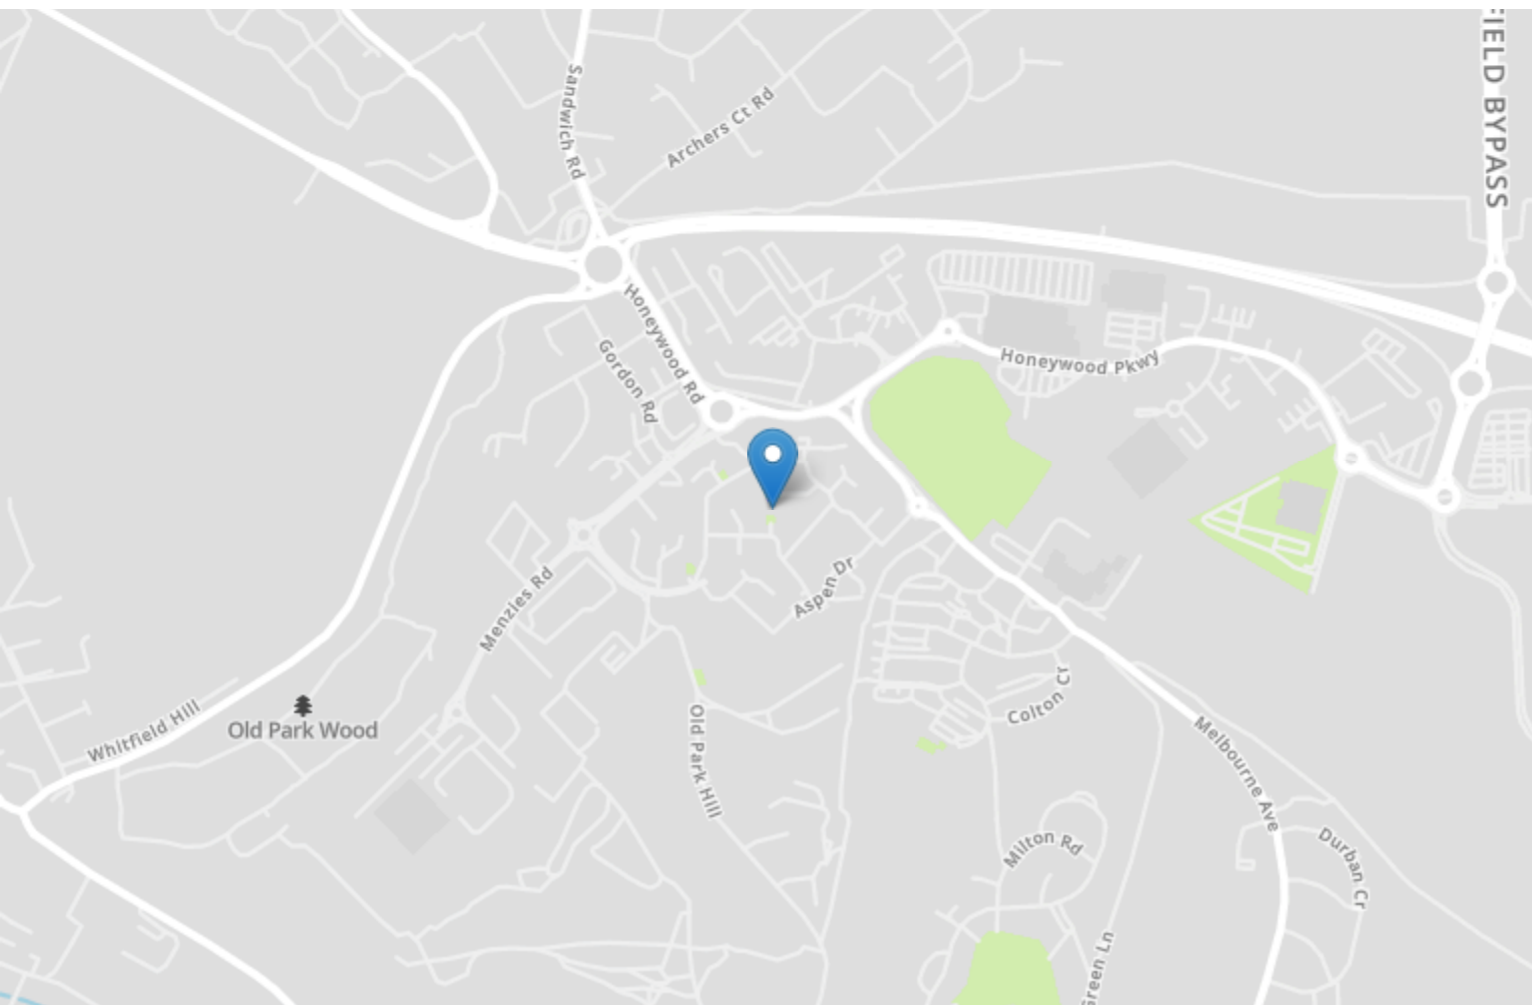 FIELD BYPASS
Sandwich Rd
Archers Ct Rd
Honeywood Rd
Gordon Rd
Honeywood Pkwy
Menzies Rd
Aspen Dr
Colton Cr
Old Park Wood
Whitfield Hill
Old Park Hill
Melbourne Ave
Milton Rd
Durban Cr
Green Ln